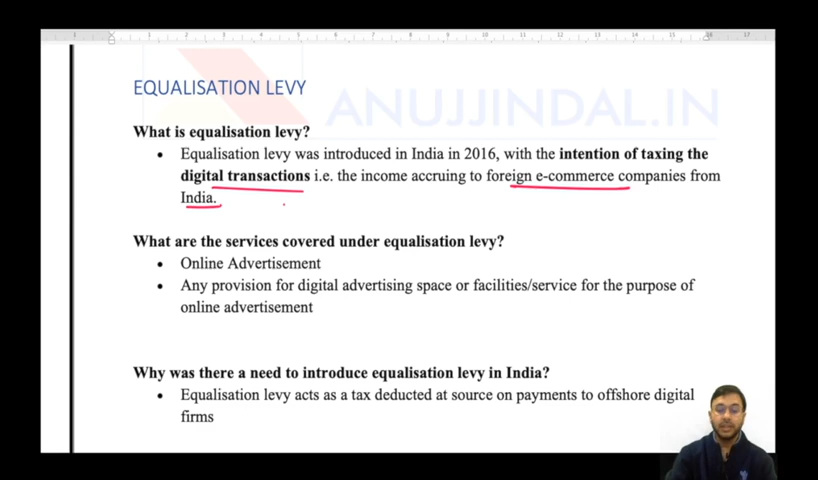 EQUALISATION LEVY
ANUJJINDAL.IN
What is equalisation levy?
• Equalisation levy was introduced in India in 2016, with the intention of taxing the
digital transactions i.e. the income accruing to foreign e-commerce companies from
India.
What are the services covered under equalisation levy?
• Online Advertisement
• Any provision for digital advertising space or facilities/service for the purpose of
online advertisement
Why was there a need to introduce equalisation levy in India?
• Equalisation levy acts as a tax deducted at source on payments to offshore digital
firms